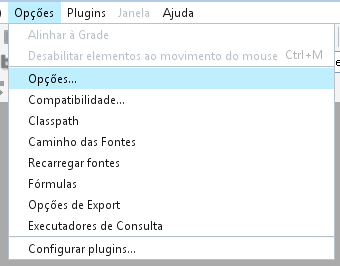 Opções Plugins Janela Ajuda
Alinhar à Grade
Desabilitar elementos ao movimento do mouse Ctrl+M
Opções...
Compatibilidade...
Classpath
Caminho das Fontes
Recarregar fontes
Fórmulas
Opções de Export
Executadores de Consulta
Configurar plugins...